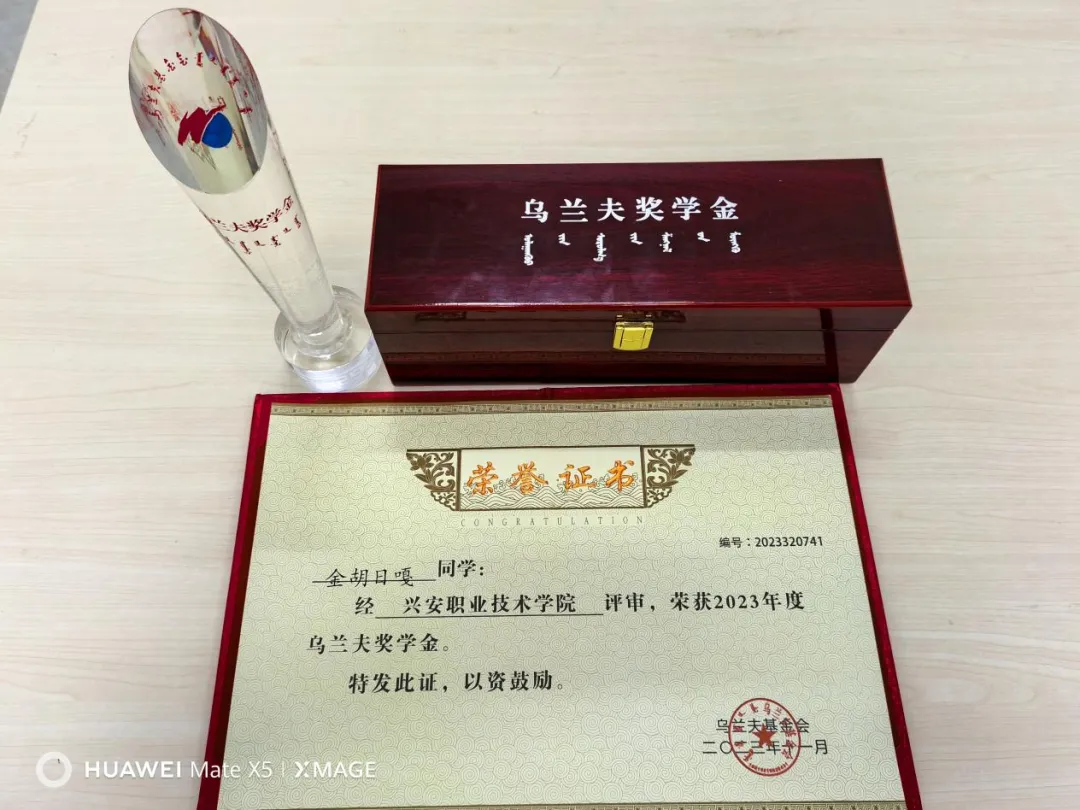 兰夫奖学金
乌兰夫奖学金
荣誉证书
CONGRATULATION
编号：2023320741
金胡日嘎 同学：
经 兴安职业技术学院 评审，荣获2023年度
乌兰夫奖学金。
特发此证，以资鼓励。
乌兰夫基金会
二〇二三年十一月
HUAWEI Mate X5 | XMAGE